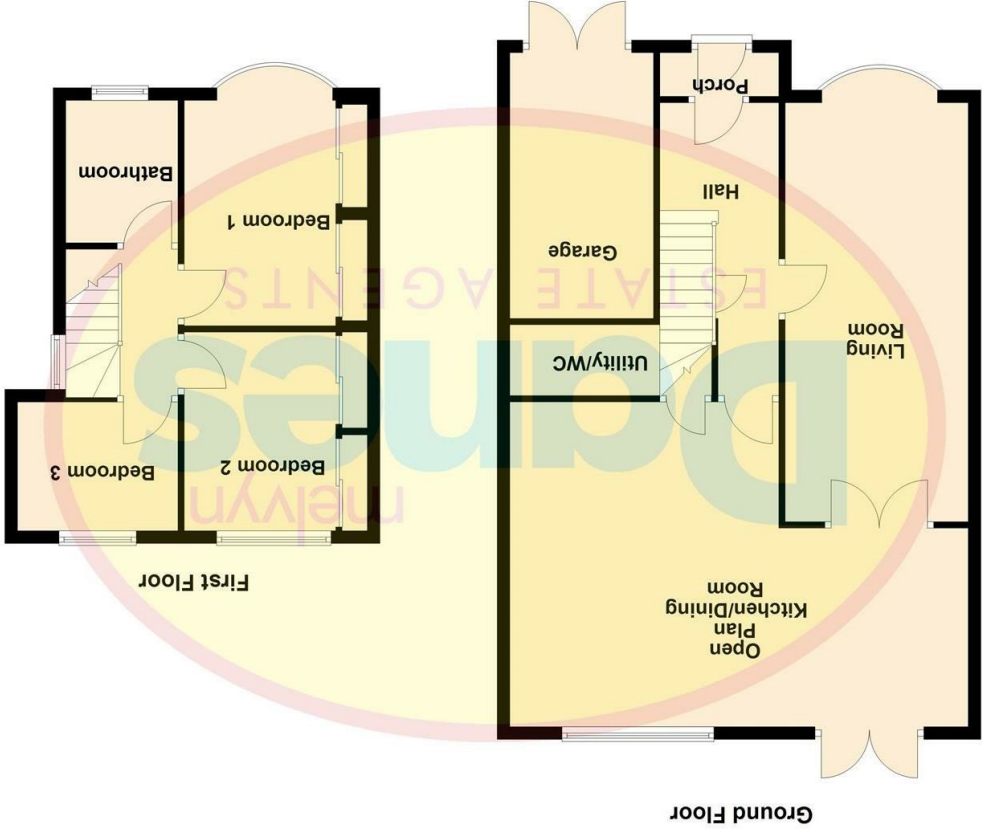 Ground Floor
Open
Plan
Kitchen/Dining
Room
Living
Room
Utility/WC
Garage
Hall
Porch
First Floor
Bedroom 2
Bedroom 3
Bedroom 1
Bathroom
melvyn
Danes
ESTATE AGENTS